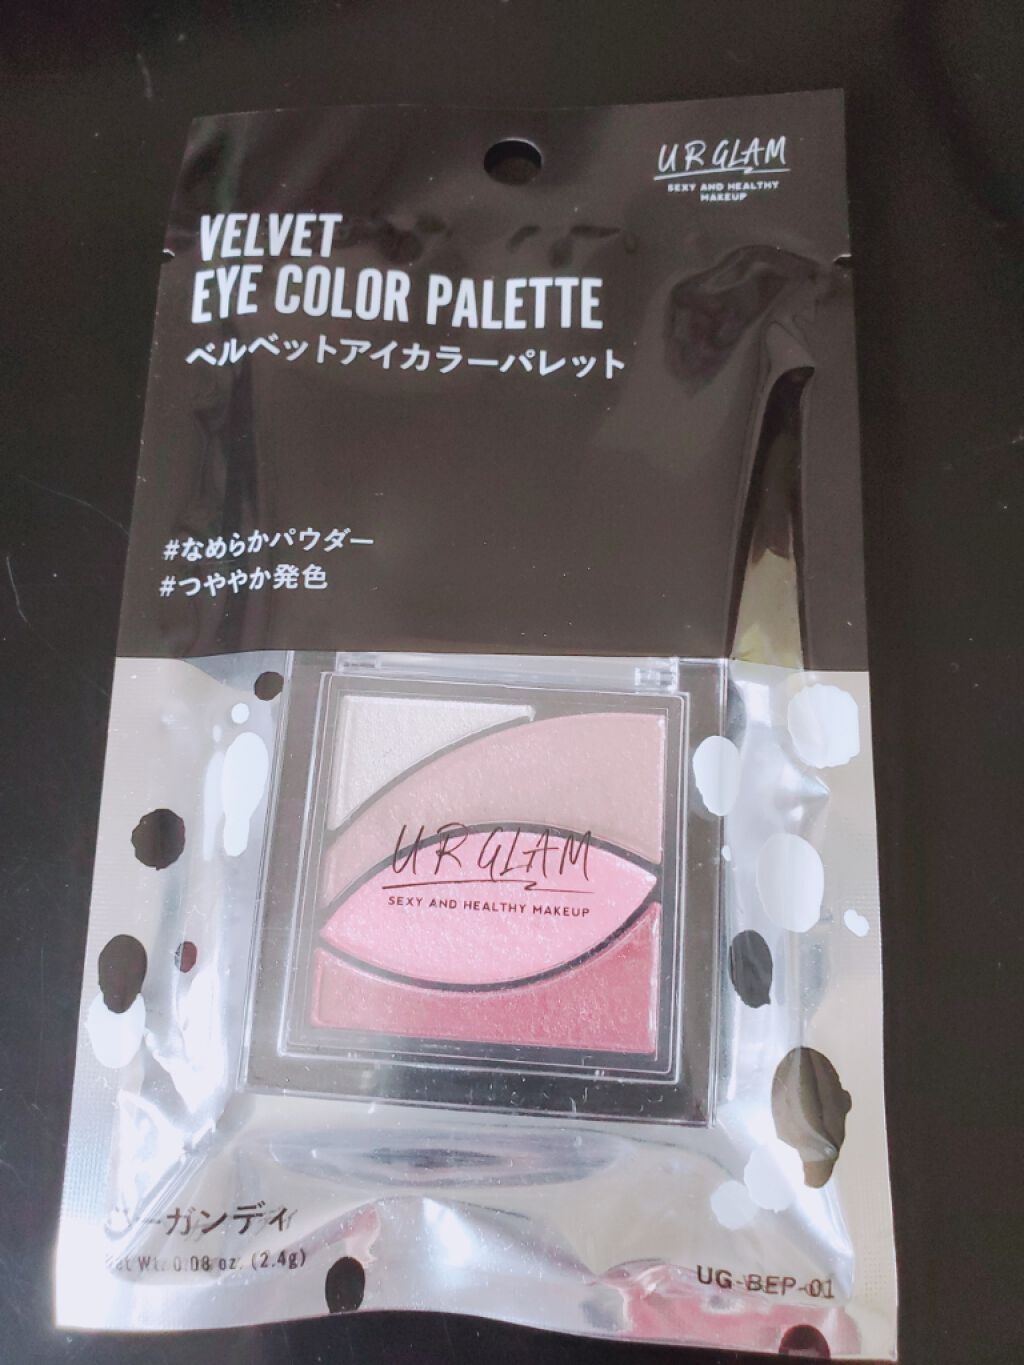 UR GLAM
SEXY AND HEALTHY
MAKEUP
VELVET
EYE COLOR PALETTE
ベルベットアイカラーパレット
#なめらかパウダー
#つややか発色
UR GLAM
SEXY AND HEALTHY MAKEUP
バーガンディ
Net Wt. 0.08 oz. (2.4g)
UG-BEP-01